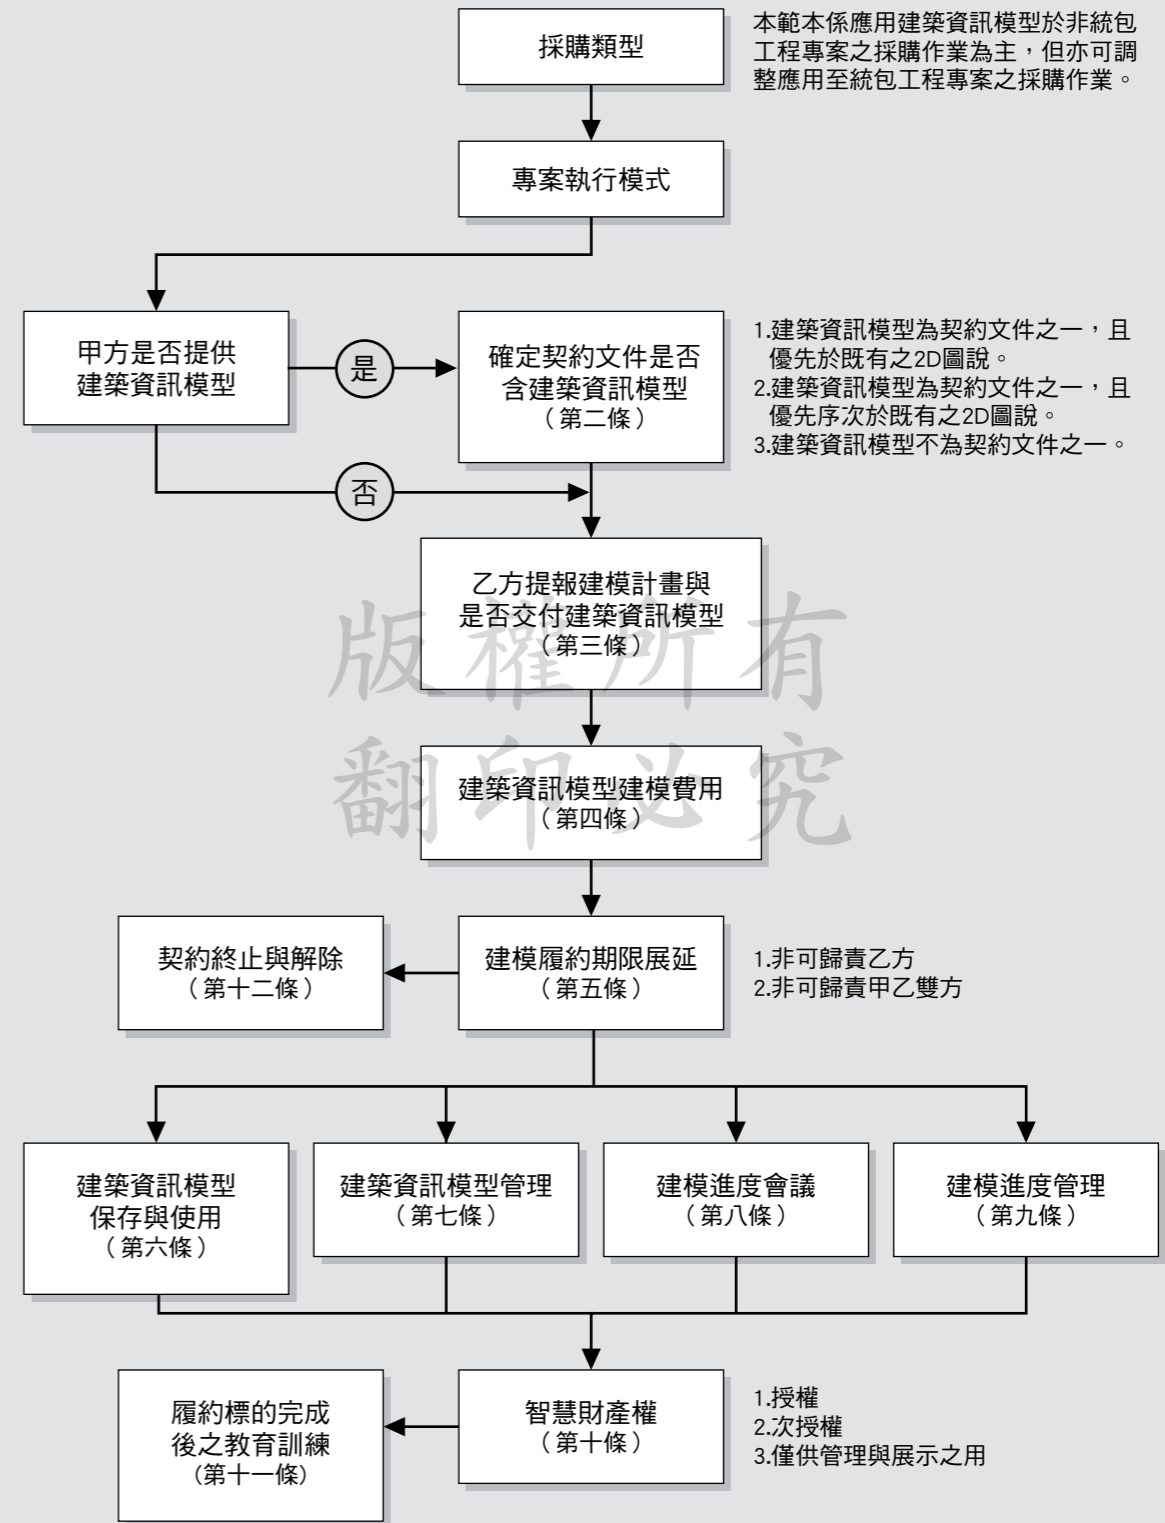 採購類型
本範本係應用建築資訊模型於非統包
工程專案之採購作業為主，但亦可調
整應用至統包工程專案之採購作業。
專案執行模式
甲方是否提供
建築資訊模型
是
確定契約文件是否
含建築資訊模型
（第二條）
1.建築資訊模型為契約文件之一，且
優先於既有之2D圖說。
2.建築資訊模型為契約文件之一，且
優先序次於既有之2D圖說。
3.建築資訊模型不為契約文件之一。
否
乙方提報建模計畫與
是否交付建築資訊模型
（第三條）
版權所有
翻印必究
建築資訊模型建模費用
（第四條）
契約終止與解除
（第十二條）
建模履約期限展延
（第五條）
1.非可歸責乙方
2.非可歸責甲乙雙方
建築資訊模型
保存與使用
（第六條）
建築資訊模型管理
（第七條）
建模進度會議
（第八條）
建模進度管理
（第九條）
履約標的完成
後之教育訓練
(第十一條)
智慧財產權
（第十條）
1.授權
2.次授權
3.僅供管理與展示之用